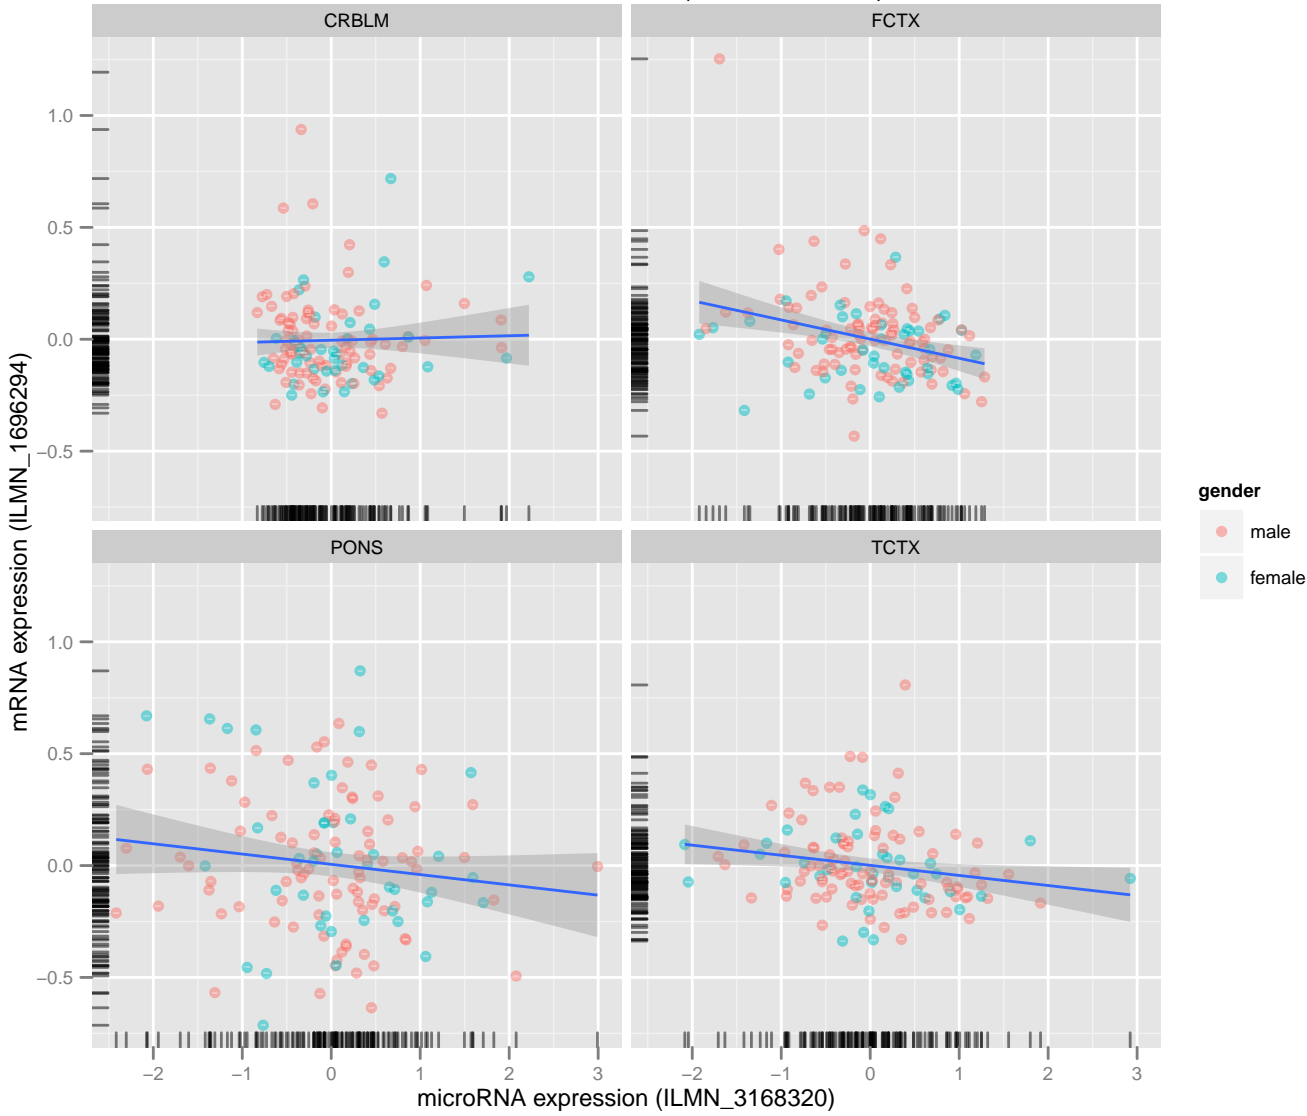 CRBLM
FCTX
1.0
0.5
0.0
−0.5
PONS
TCTX
1.0
0.5
0.0
−0.5
−2
−1
0
1
2
3
−2
−1
0
1
2
3
mRNA expression (ILMN_1696294)
microRNA expression (ILMN_3168320)
gender
male
female